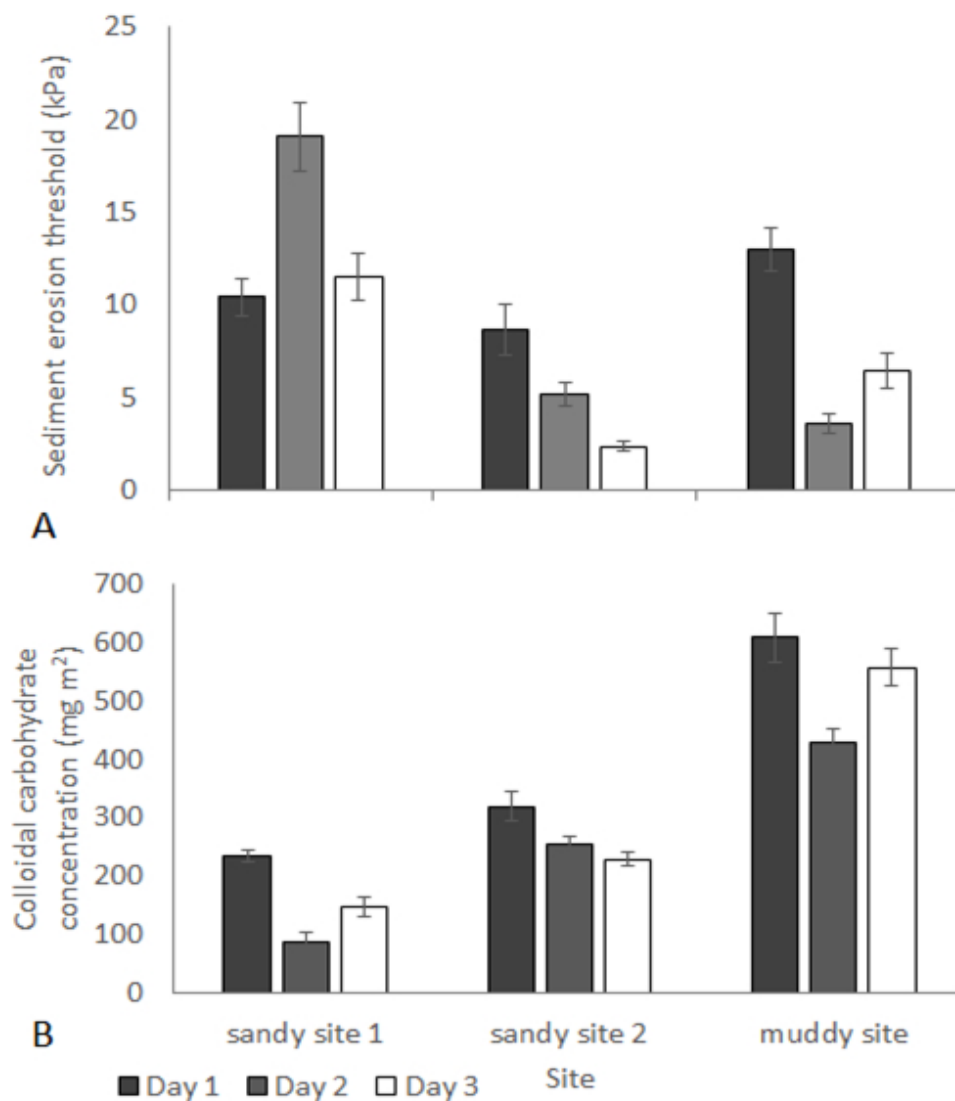 Sediment erosion threshold (kPa)
25
20
15
10
5
0
A
Colloidal carbohydrate
concentration (mg m²)
700
600
500
400
300
200
100
0
B
sandy site 1 sandy site 2 muddy site
Day 1 Day 2 Day 3
Site